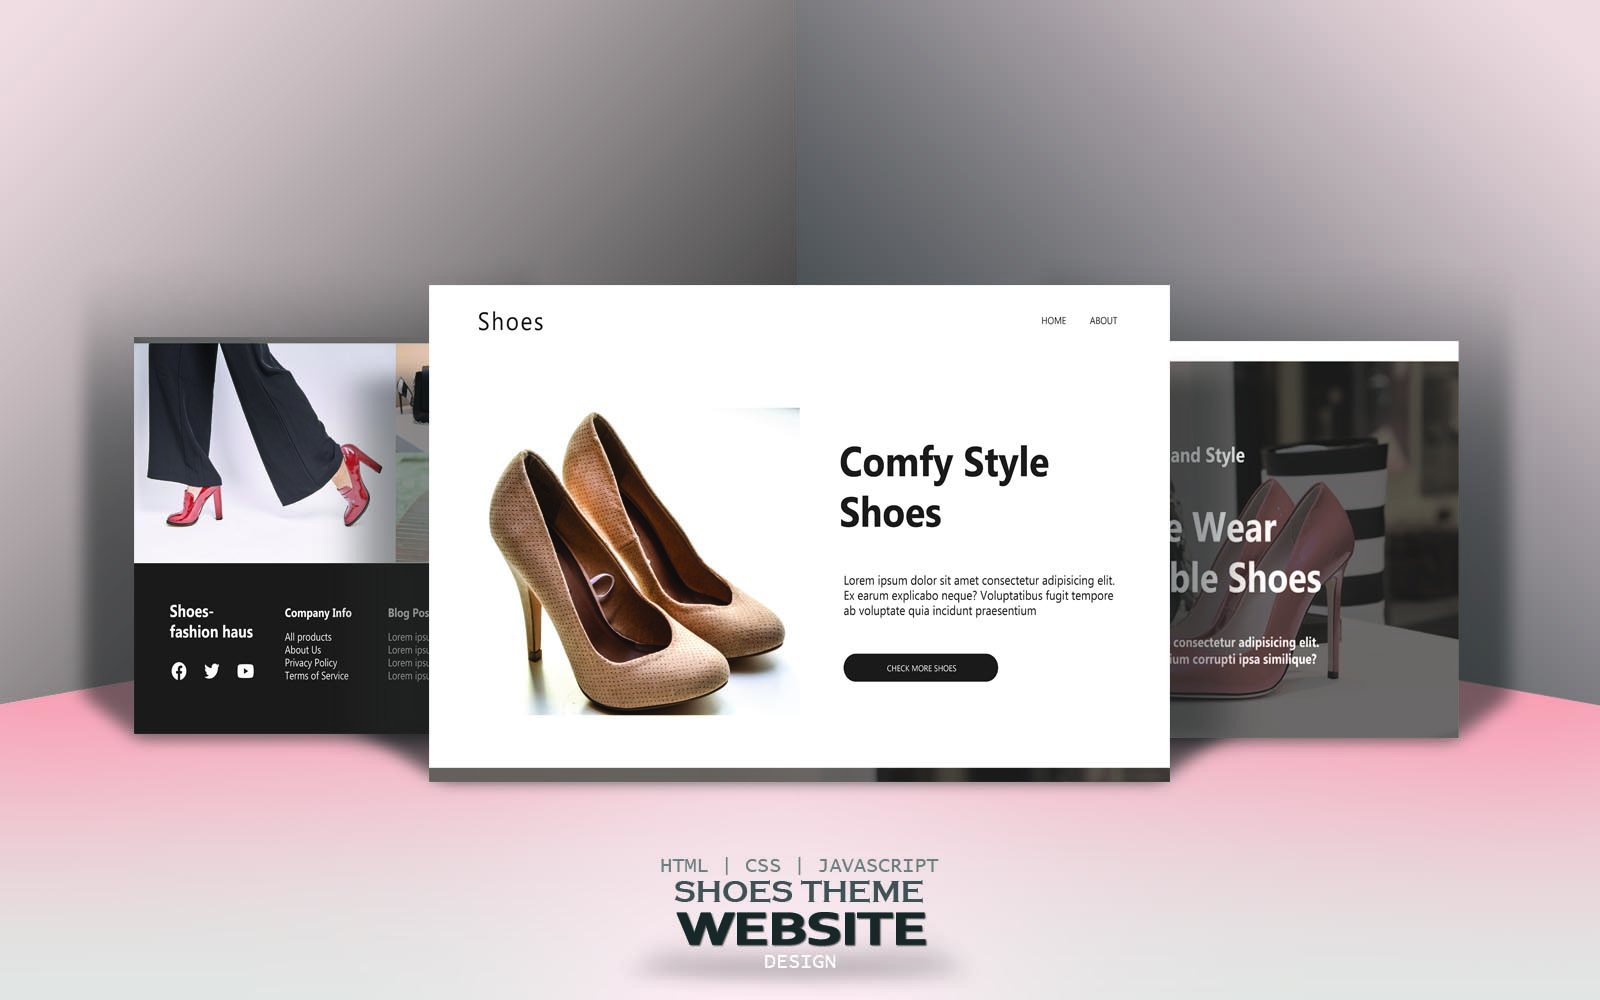 Shoes
HOME
ABOUT
Comfy Style
Shoes
Lorem ipsum dolor sit amet consectetur adipisicing elit.
Ex earum explicabo neque? Voluptatibus fugit tempore
ab voluptate quia incidunt praesentium
CHECK MORE SHOES
Shoes-
fashion haus
Company Info
All products
About Us
Privacy Policy
Terms of Service
Blog Pos
Lorem ipsu
Lorem ipsu
Lorem ipsu
Lorem ipsu
and Style
e Wear
ble Shoes
consectetur adipisicing elit.
ium corrupti ipsa similique?
HTML | CSS | JAVASCRIPT
SHOES THEME
WEBSITE
DESIGN